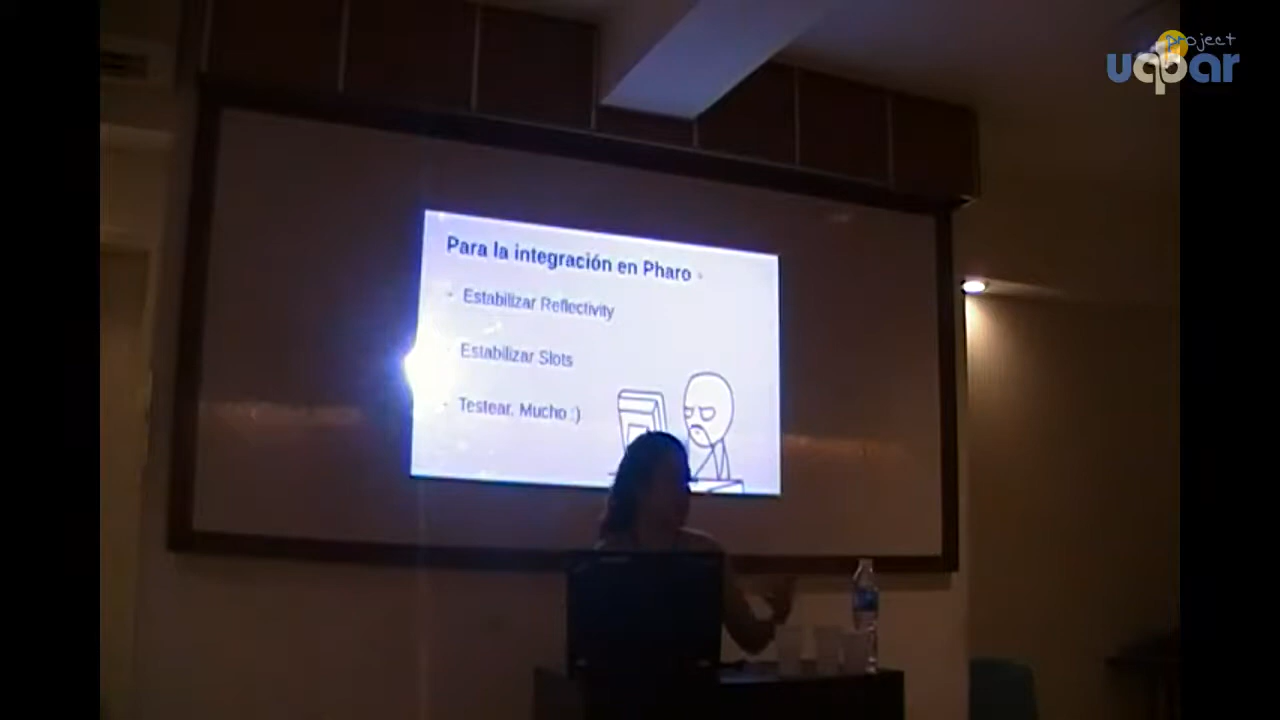 project
uqbar
Para la integración en Pharo -
- Estabilizar Reflectivity
- Estabilizar Slots
- Testear. Mucho :)